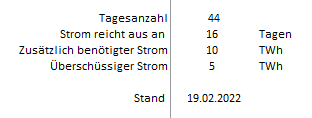 Tagesanzahl 44
Strom reicht aus an 16 Tagen
Zusätzlich benötigter Strom 10 TWh
Überschüssiger Strom 5 TWh
Stand 19.02.2022